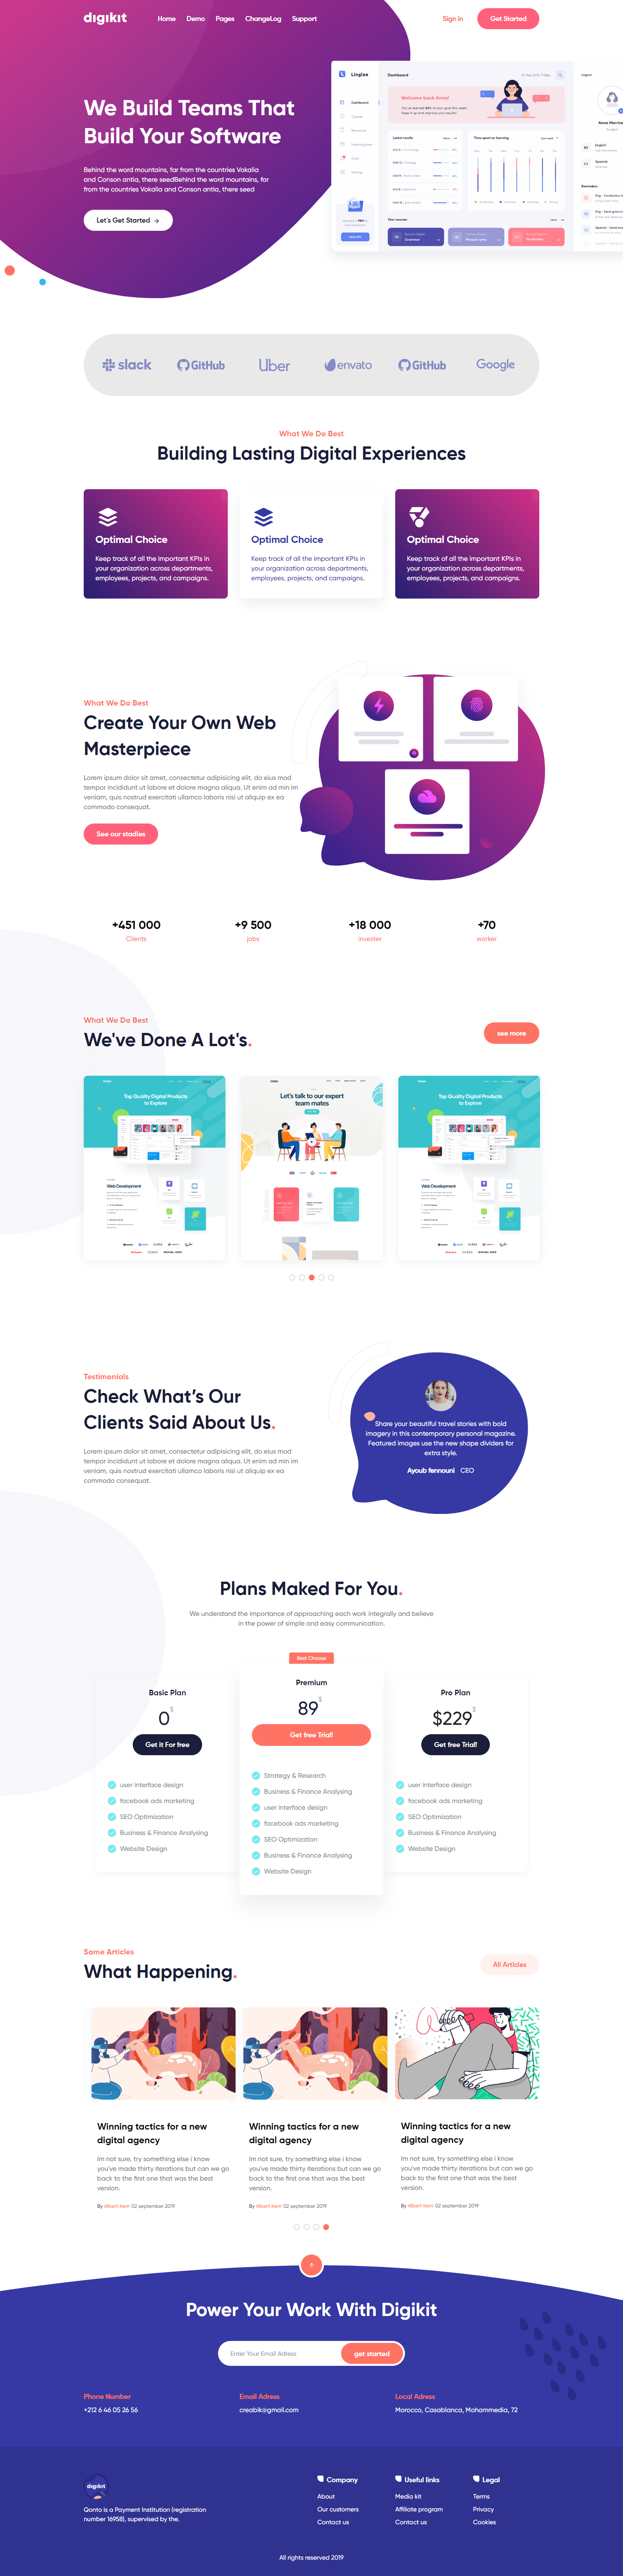 digikit
Home Demo Pages ChangeLog Support
Sign in Get Started
We Build Teams That
Build Your Software
Behind the word mountains, far from the countries Vokalia
and Conson antia, there seedBehind the word mountains, far
from the countries Vokalia and Conson antia, there seed
Let's Get Started →
Linglee
Dashboard
Welcome back Anna!
Latest results
Time spent on learning
Your courses
Reminders
slack GitHub Uber envato GitHub Google
What We Do Best
Building Lasting Digital Experiences
Optimal Choice
Keep track of all the important KPIs in
your organization across departments,
employees, projects, and campaigns.
Optimal Choice
Keep track of all the important KPIs in
your organization across departments,
employees, projects, and campaigns.
Optimal Choice
Keep track of all the important KPIs in
your organization across departments,
employees, projects, and campaigns.
What We Do Best
Create Your Own Web
Masterpiece
Lorem ipsum dolor sit amet, consectetur adipisicing elit, do eius mod
tempor incididunt ut labore et dolore magna aliqua. Ut enim ad min im
veniam, quis nostrud exercitati ullamco laboris nisi ut aliquip ex ea
commodo consequat.
See our stadies
+451 000
Clients
+9 500
jobs
+18 000
invester
+70
worker
What We Do Best
We've Done A Lot's.
see more
Top Quality Digital Products
to Explore
Web Development
Let's talk to our expert
team mates
Top Quality Digital Products
to Explore
Web Development
Testimonials
Check What's Our
Clients Said About Us.
Lorem ipsum dolor sit amet, consectetur adipisicing elit, do eius mod
tempor incididunt ut labore et dolore magna aliqua. Ut enim ad min im
veniam, quis nostrud exercitati ullamco laboris nisi ut aliquip ex ea
commodo consequat.
Share your beautiful travel stories with bold
imagery in this contemporary personal magazine.
Featured images use the new shape dividers for
extra style.
Ayoub fennouni CEO
Plans Maked For You.
We understand the importance of approaching each work integrally and believe
in the power of simple and easy communication.
Basic Plan
0$
Get it For free
user interface design
facebook ads marketing
SEO Optimization
Business & Finance Analysing
Website Design
Best Choose
Premium
89$
Get free Trial!
Strategy & Research
Business & Finance Analysing
user interface design
facebook ads marketing
SEO Optimization
Business & Finance Analysing
Website Design
Pro Plan
$229$
Get free Trial!
user interface design
facebook ads marketing
SEO Optimization
Business & Finance Analysing
Website Design
Some Articles
What Happening.
All Articles
Winning tactics for a new
digital agency
Im not sure, try something else i know
you've made thirty iterations but can we go
back to the first one that was the best
version.
By Albert Kerr! 02 september 2019
Winning tactics for a new
digital agency
Im not sure, try something else i know
you've made thirty iterations but can we go
back to the first one that was the best
version.
By Albert Kerr! 02 september 2019
Winning tactics for a new
digital agency
Im not sure, try something else i know
you've made thirty iterations but can we go
back to the first one that was the best
version.
By Albert Kerr! 02 september 2019
Power Your Work With Digikit
Enter Your Email Adress
get started
Phone Number
+212 6 46 05 26 56
Email Adress
creabik@gmail.com
Local Adress
Morocco, Casablanca, Mohammedia, 72
digikit
Qonto is a Payment Institution (registration
number 16958), supervised by the.
Company
About
Our customers
Contact us
Useful links
Media kit
Affiliate program
Contact us
Legal
Terms
Privacy
Cookies
All rights reserved 2019